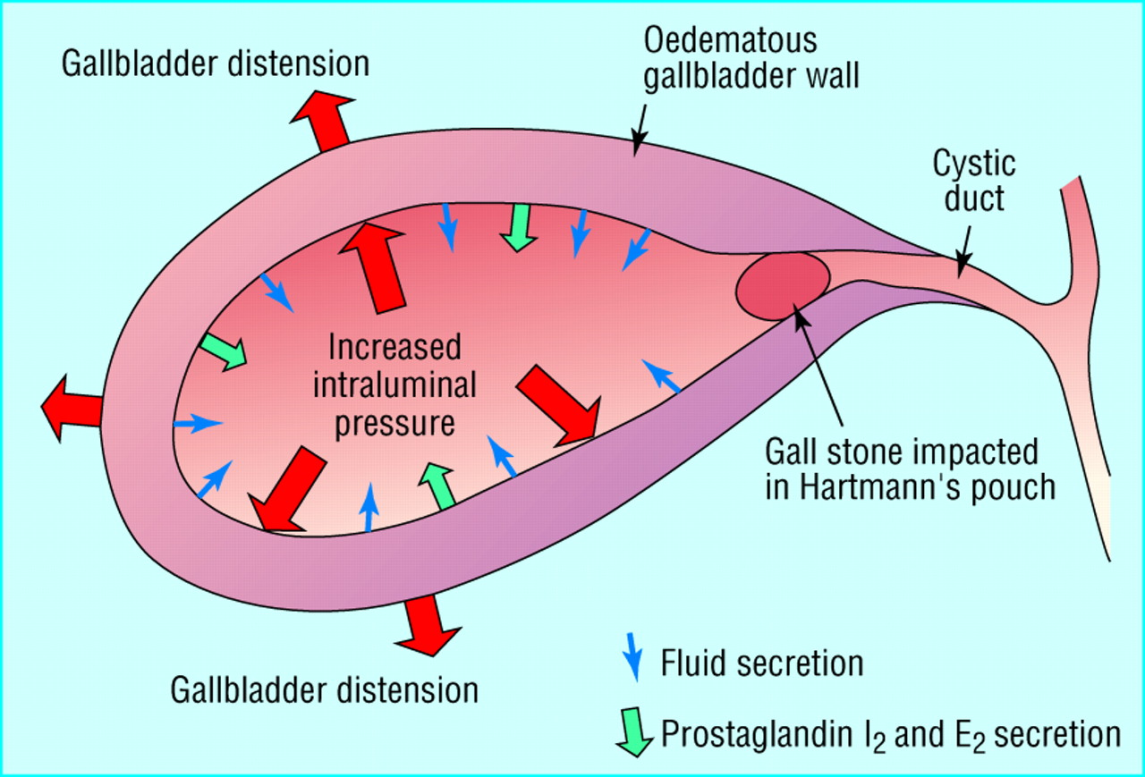 Gallbladder distension
Oedematous
gallbladder wall
Cystic
duct
Increased
intraluminal
pressure
Gall stone impacted
in Hartmann's pouch
Gallbladder distension
Fluid secretion
Prostaglandin I₂ and E₂ secretion